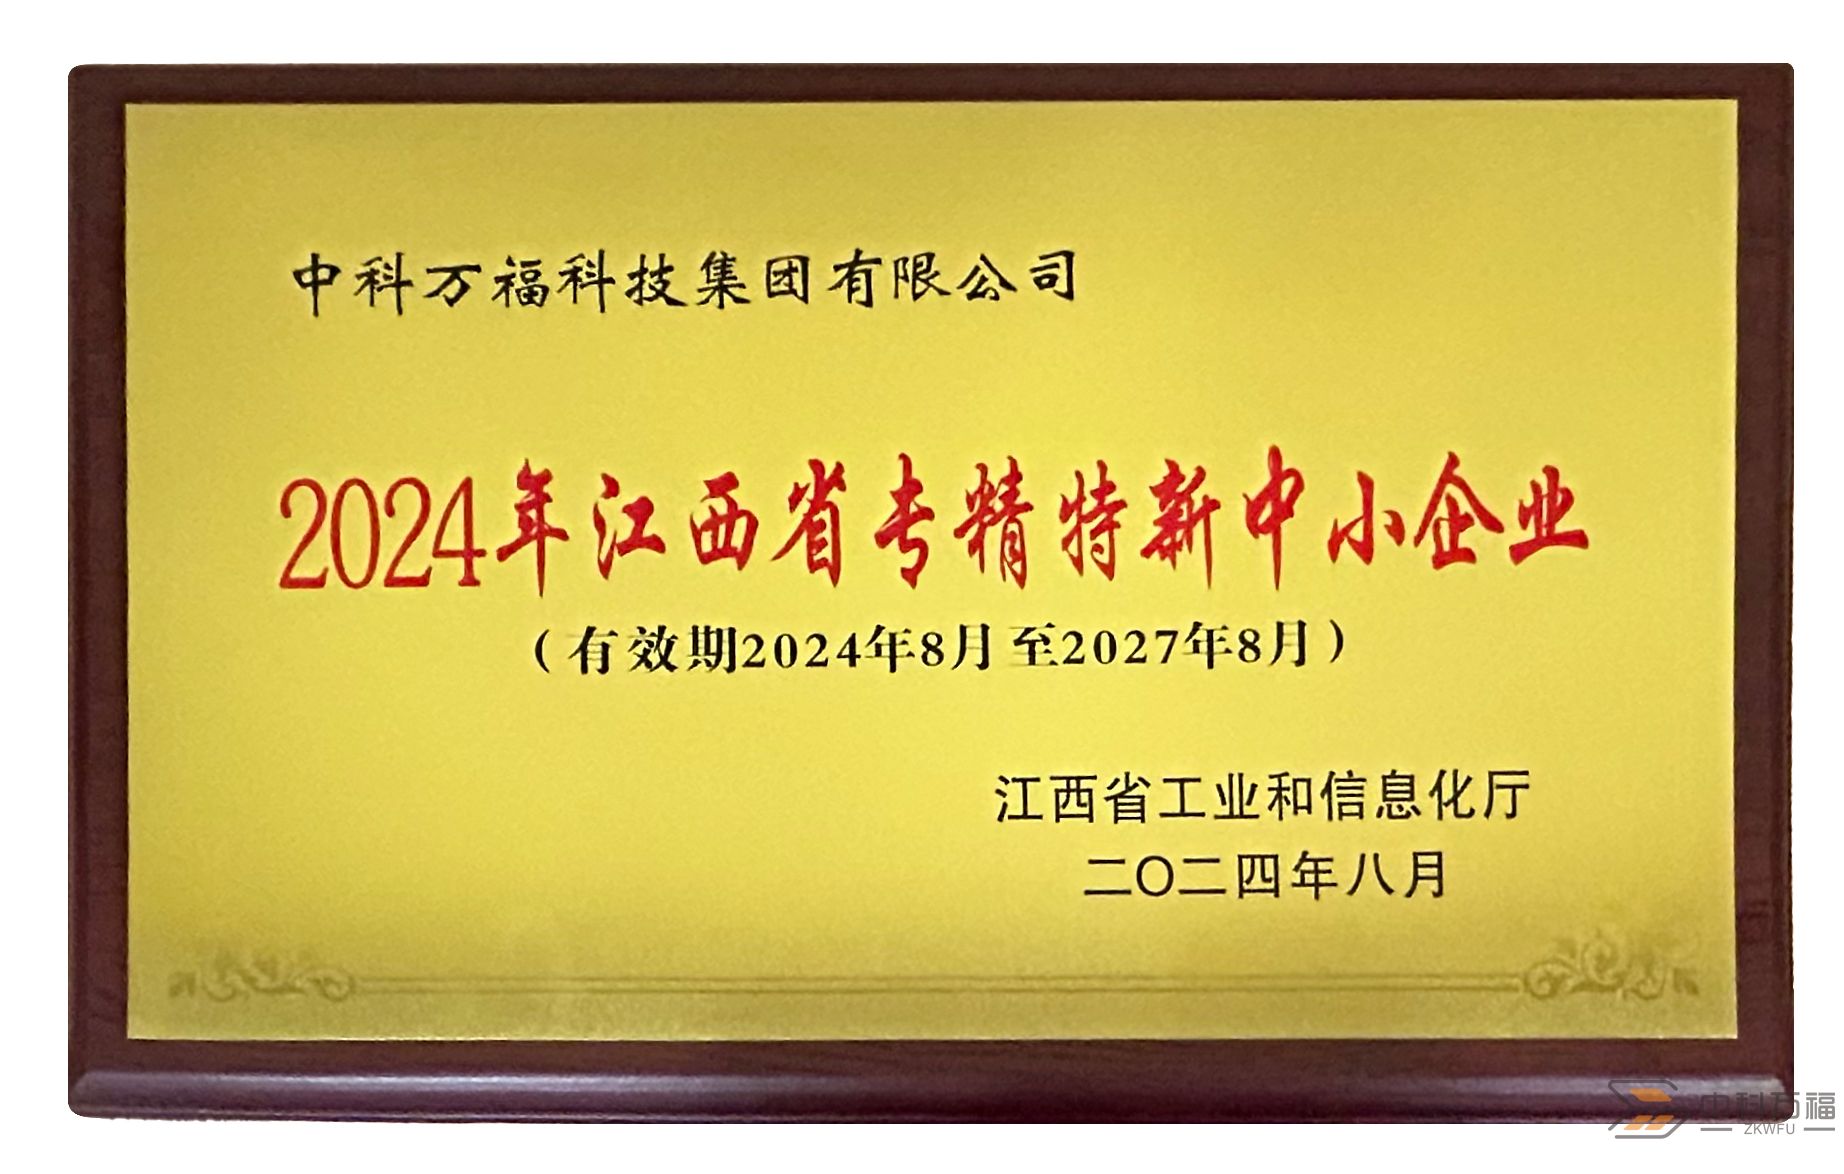 中科万福科技集团有限公司
2024年江西省专精特新中小企业
（有效期2024年8月至2027年8月）
江西省工业和信息化厅
二〇二四年八月
中科万福
ZKWFU